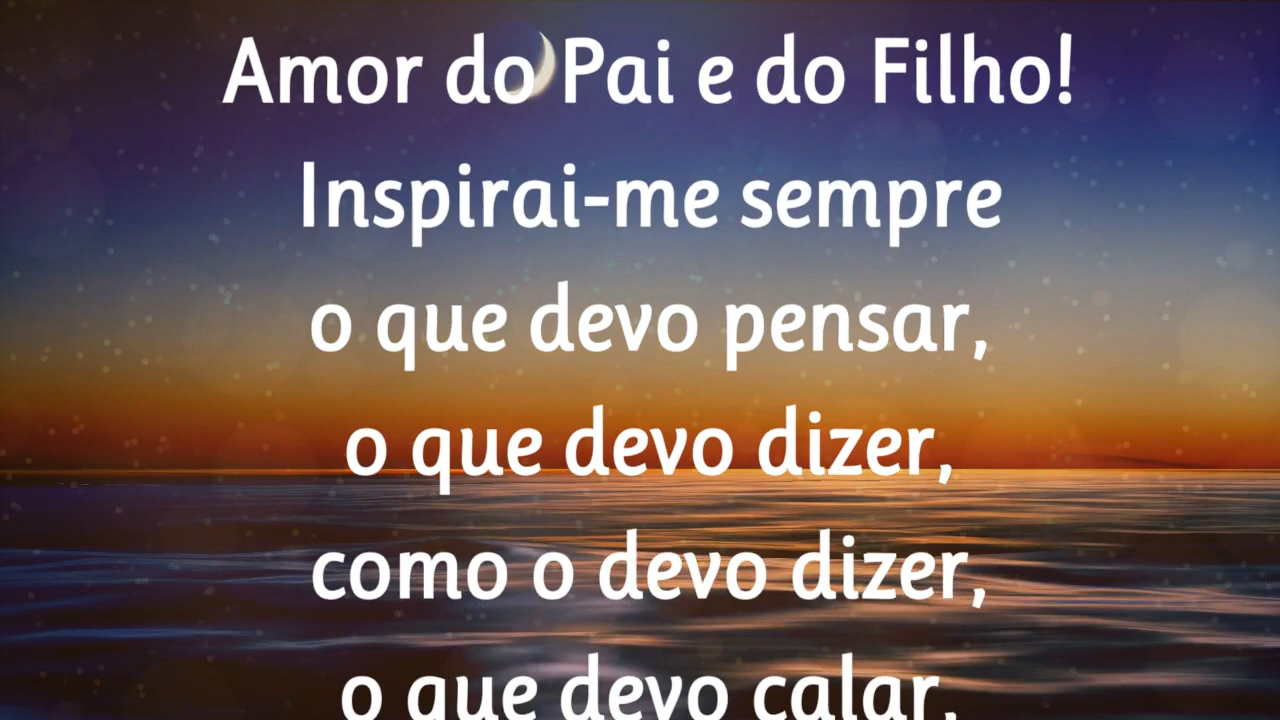 Amor do Pai e do Filho!
Inspirai-me sempre
o que devo pensar,
o que devo dizer,
como o devo dizer,
o que devo calar,